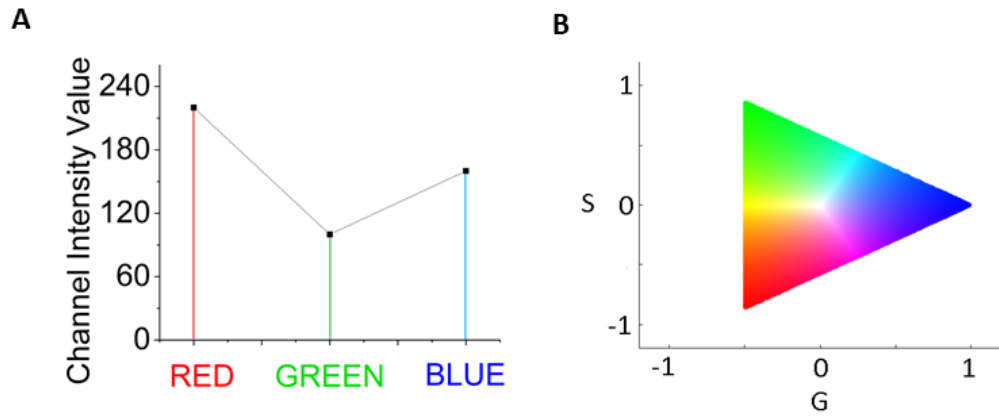 A
Channel Intensity Value
240
180
120
60
0
RED GREEN BLUE
B
S
1
0
-1
-1 0 1
G